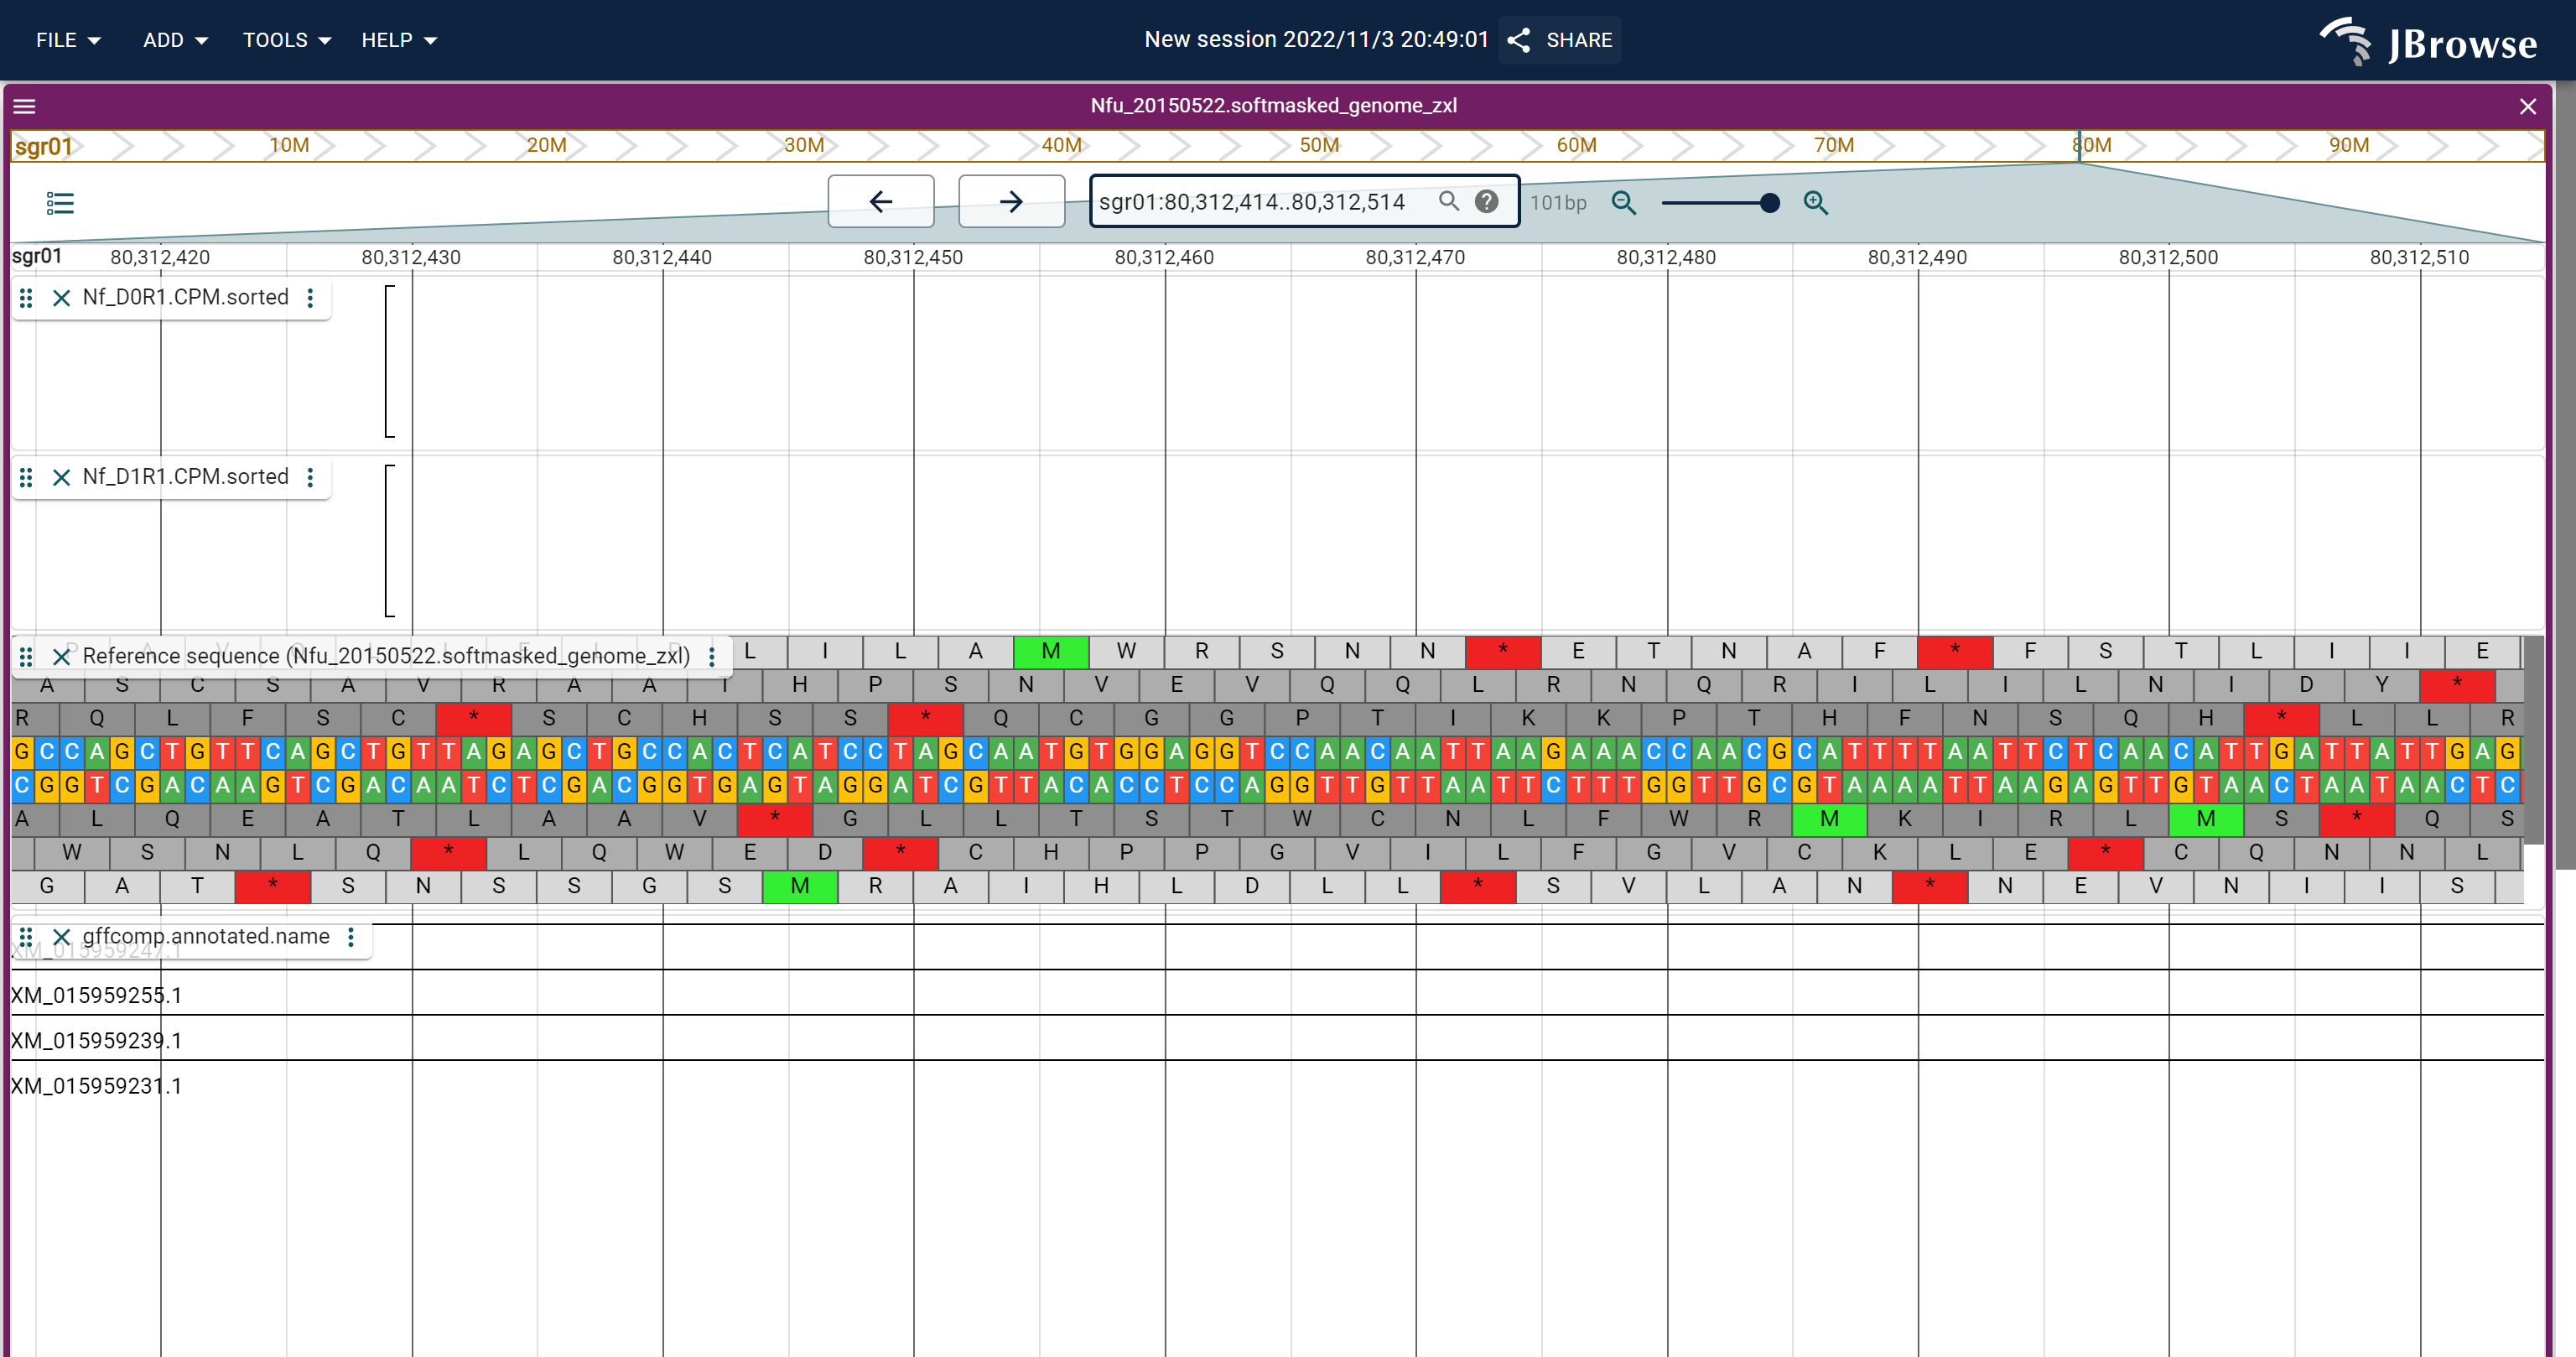 FILE ADD TOOLS HELP New session 2022/11/3 20:49:01 SHARE JBrowse
Nfu_20150522.softmasked_genome_zxl
sgr01 10M 20M 30M 40M 50M 60M 70M 80M 90M
sgr01:80,312,414..80,312,514 101bp
sgr01 80,312,420 80,312,430 80,312,440 80,312,450 80,312,460 80,312,470 80,312,480 80,312,490 80,312,500 80,312,510
Nf_D0R1.CPM.sorted
Nf_D1R1.CPM.sorted
Reference sequence (Nfu_20150522.softmasked_genome_zxl)
L I L A M W R S N N * E T N A F * F S T L I I E
A S C S A V R A A T H P S N V E V Q Q L R N Q R I L I L N I D Y *
R Q L F S C * S C H S S * Q C G G P T I K K P T H F N S Q H * L L R
G C C A G C T G T T C A G C T G T T A G A G C T G C C A C T C A T C C T A G C A A T G T G G A G G T C C A A C A A T T A A G A A A C C A A C G C A T T T T A A T T C T C A A C A T T G A T T A T T G A G
C G G T C G A C A A G T C G A C A A T C T C G A C G G T G A G T A G G A T C G T T A C A C C T C C A G G T T G T T A A T T C T T T G G T T G C G T A A A A T T A A G A G T T G T A A C T A A T A A C T C
A L Q E A T L A A V * G L L T S T W C N L F W R M K I R L M S * Q S
W S N L Q * L Q W E D * C H P P G V I L F G V C K L E * C Q N N L
G A T * S N S S G S M R A I H L D L L * S V L A N * N E V N I I S
gffcomp.annotated.name
XM_015959247.1
XM_015959255.1
XM_015959239.1
XM_015959231.1